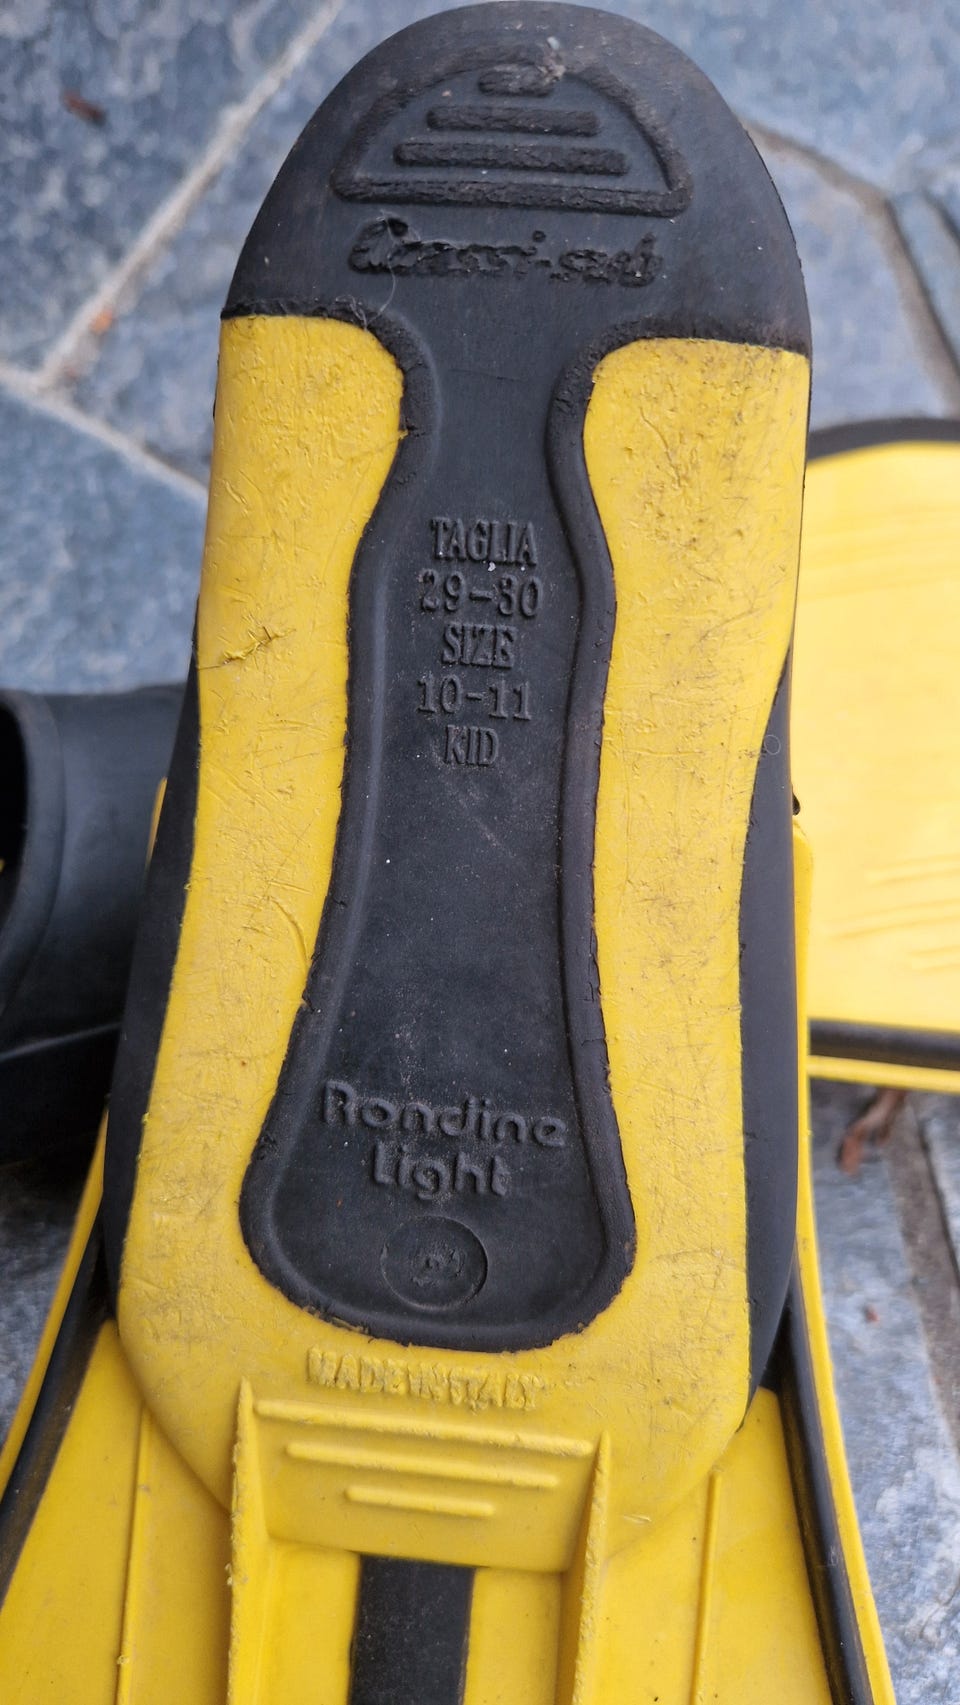 Cressi-sub
TAGLIA
29-30
SIZE
10-11
KID
Rondine
Light
MADE IN ITALY